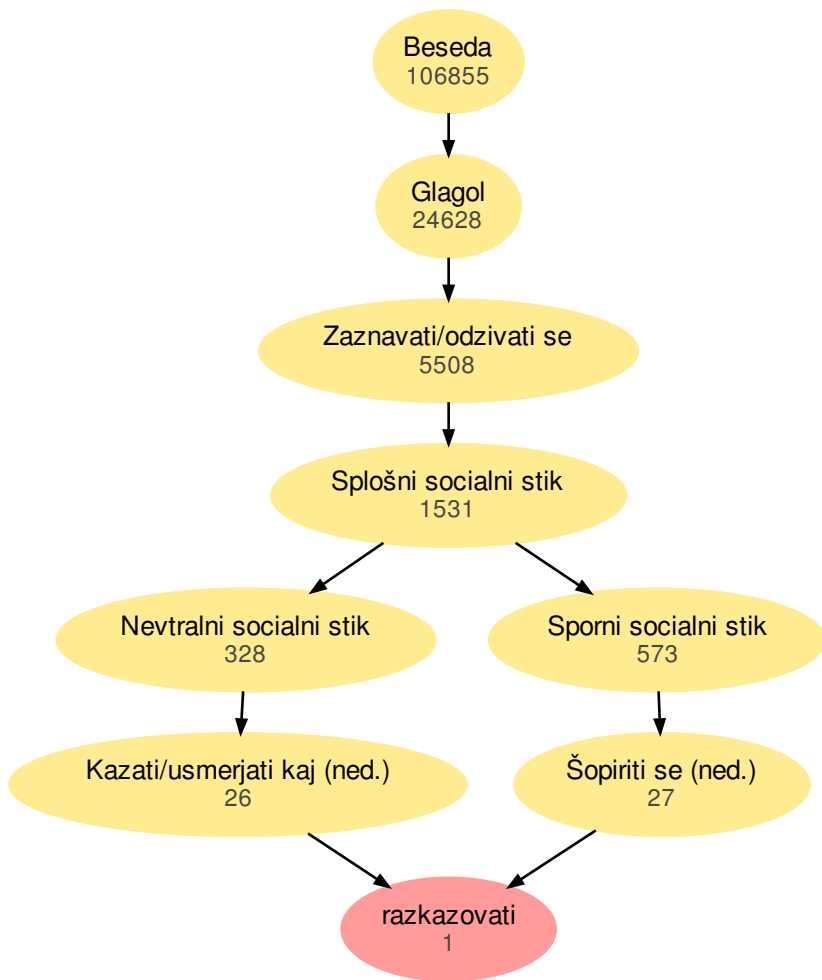 Beseda
106855
Glagol
24628
Zaznavati/odzivati se
5508
Splošni socialni stik
1531
Nevtralni socialni stik
328
Sporni socialni stik
573
Kazati/usmerjati kaj (ned.)
26
Šopiriti se (ned.)
27
razkazovati
1